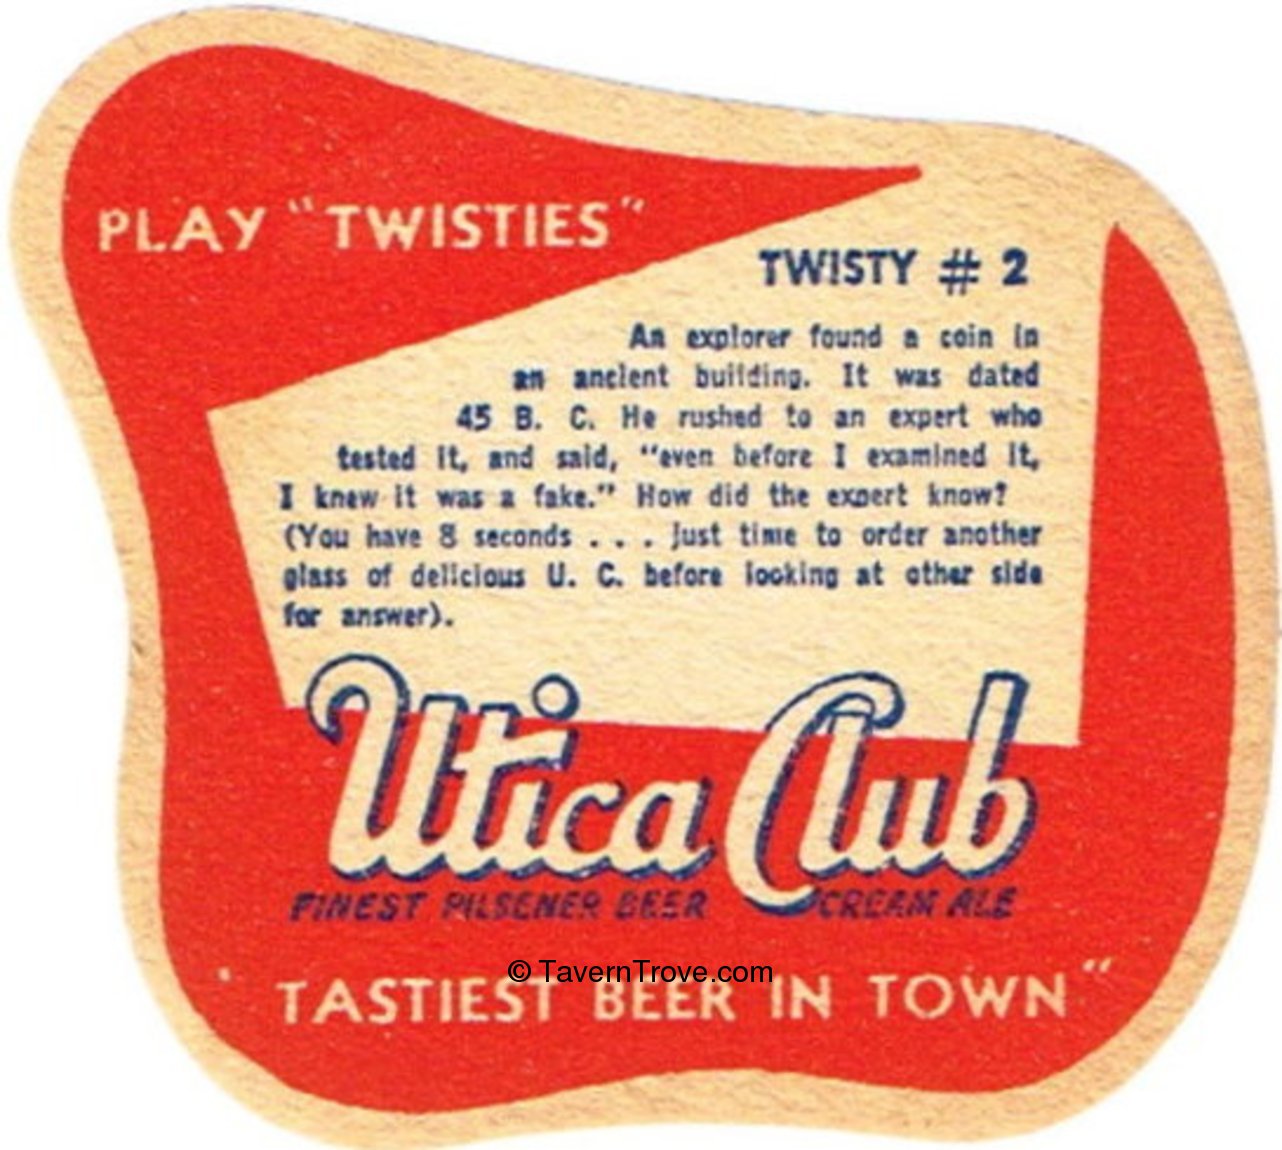 PLAY "TWISTIES"
TWISTY # 2
An explorer found a coin in
an ancient building. It was dated
45 B. C. He rushed to an expert who
tested it, and said, "even before I examined it,
I knew it was a fake." How did the expert know?
(You have 8 seconds . . . just time to order another
glass of delicious U. C. before looking at other side
for answer).
Utica Club
FINEST PILSENER BEER CREAM ALE
© TavernTrove.com
" TASTIEST BEER IN TOWN "